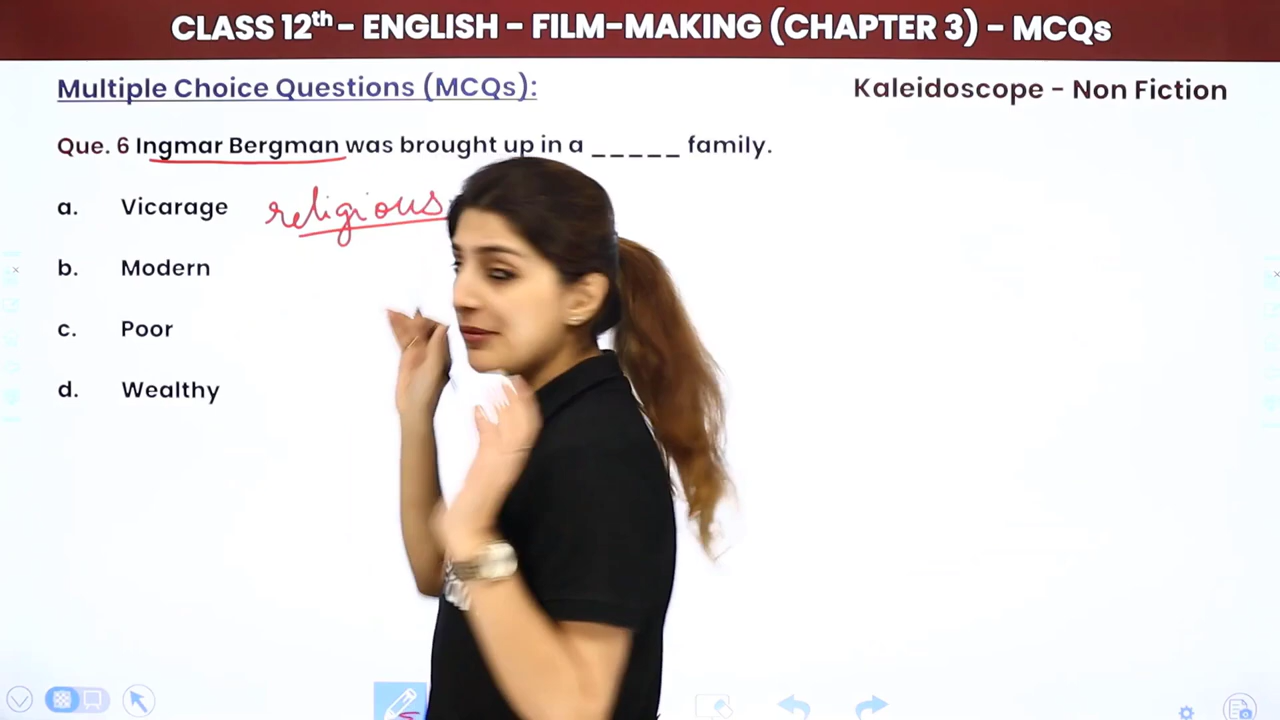 CLASS 12th - ENGLISH - FILM-MAKING (CHAPTER 3) - MCQs
Multiple Choice Questions (MCQs):
Kaleidoscope - Non Fiction
Que. 6 Ingmar Bergman was brought up in a _____ family.
a. Vicarage religious
b. Modern
c. Poor
d. Wealthy